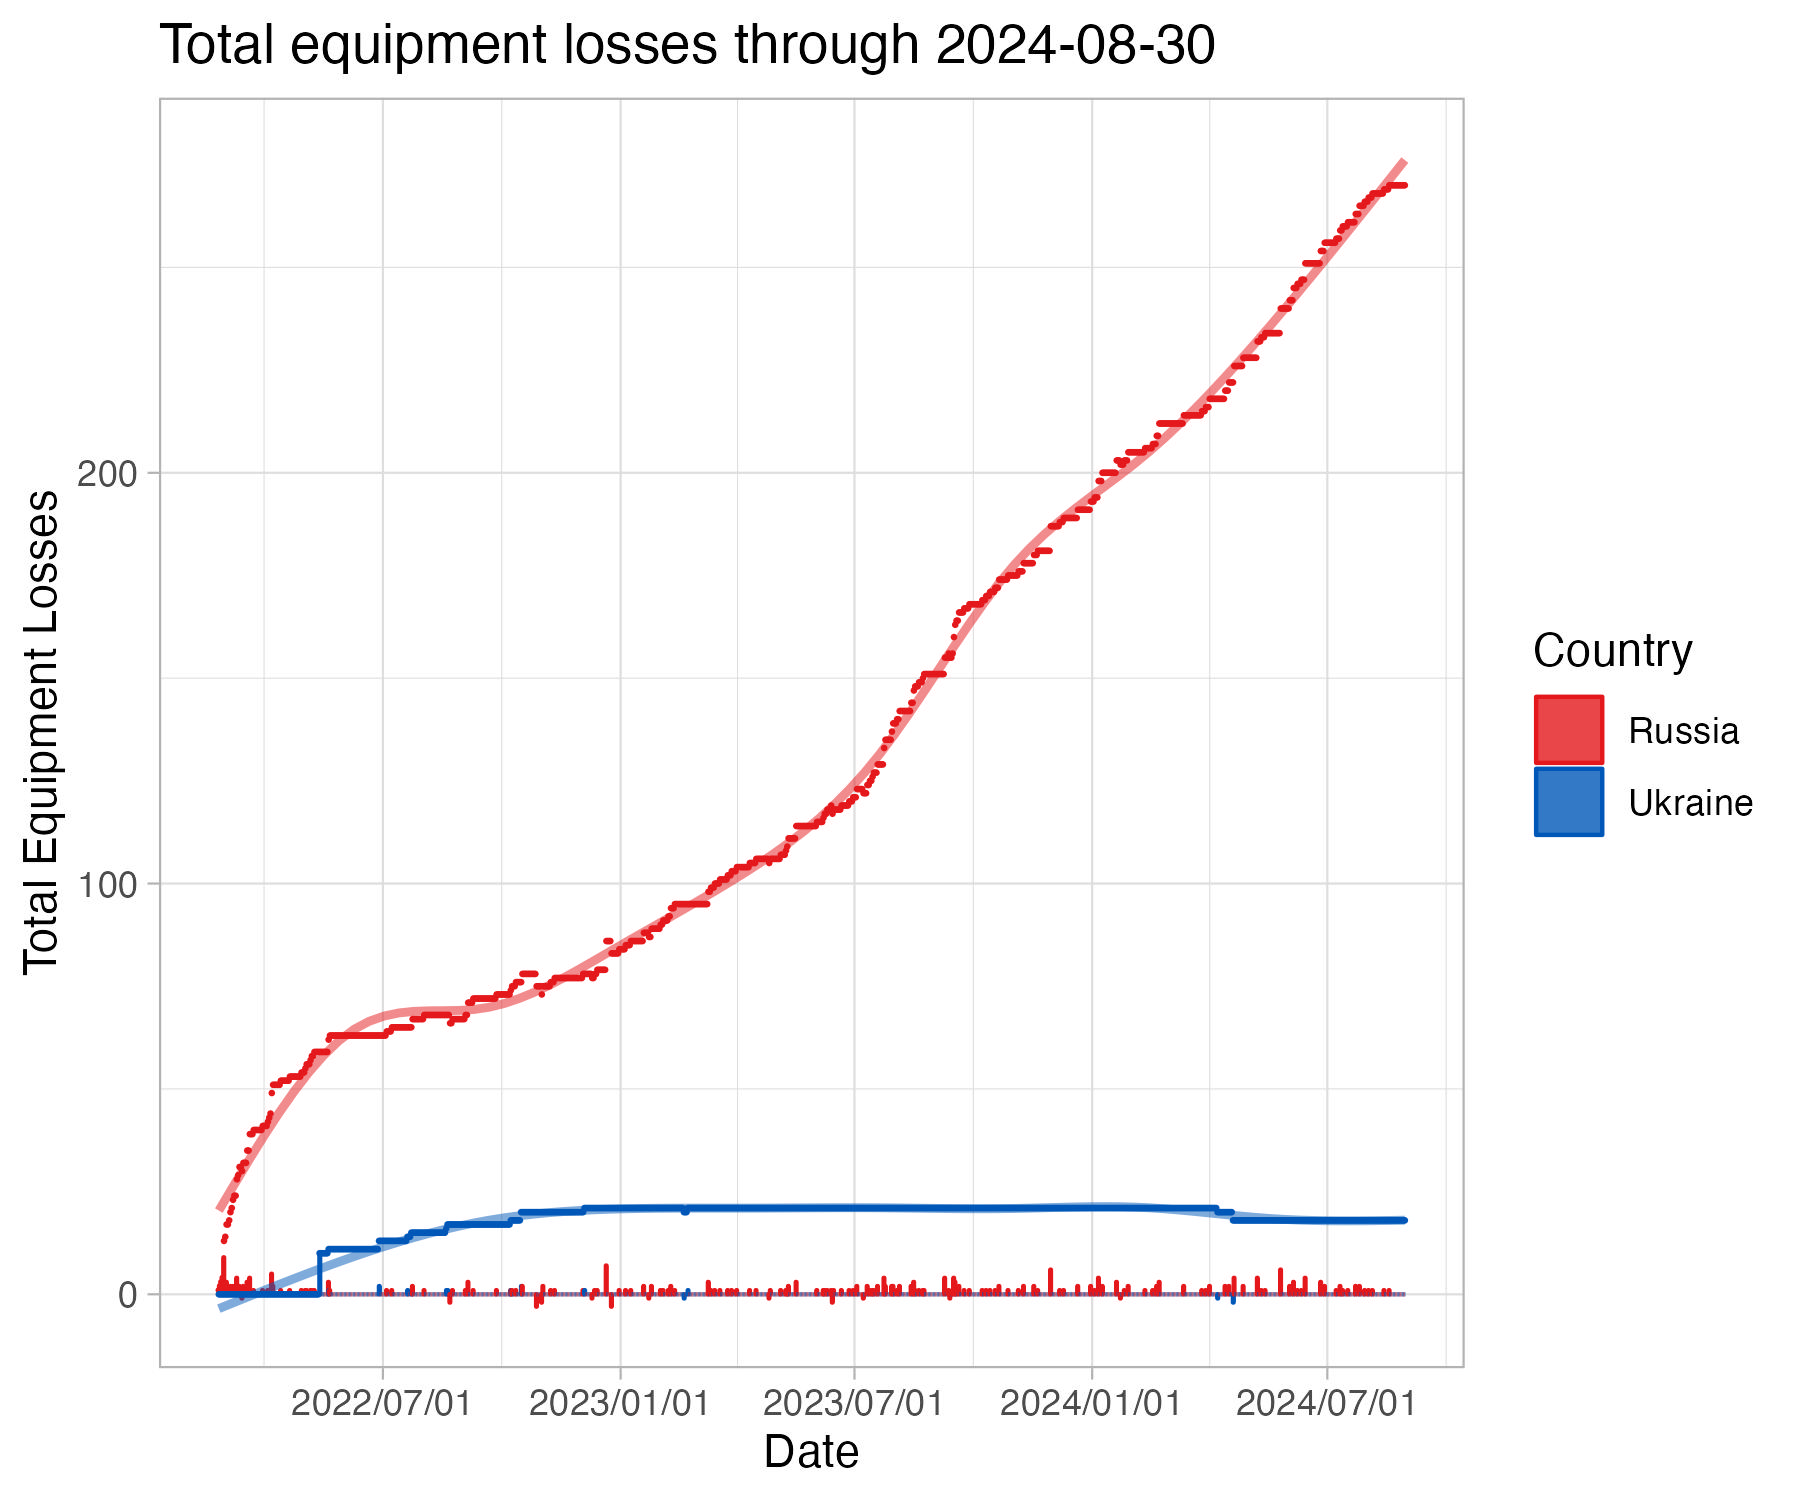 Total equipment losses through 2024-08-30
Total Equipment Losses
200
100
0
2022/07/01
2023/01/01
2023/07/01
2024/01/01
2024/07/01
Date
Country
Russia
Ukraine